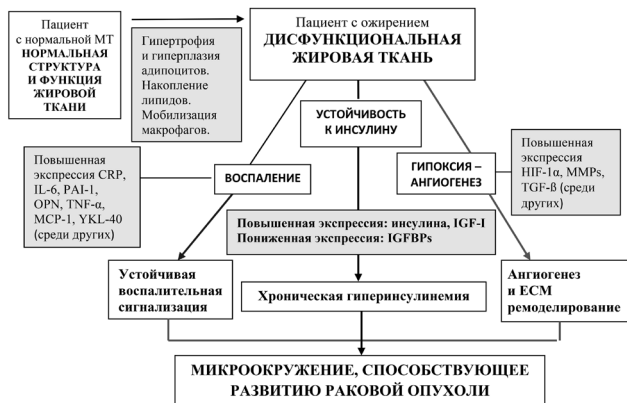 Пациент
с нормальной МТ
НОРМАЛЬНАЯ
СТРУКТУРА
И ФУНКЦИЯ
ЖИРОВОЙ
ТКАНИ
Гипертрофия
и гиперплазия
адипоцитов.
Накопление
липидов.
Мобилизация
макрофагов.
Пациент с ожирением
ДИСФУНКЦИОНАЛЬНАЯ
ЖИРОВАЯ ТКАНЬ
УСТОЙЧИВОСТЬ
К ИНСУЛИНУ
Повышенная
экспрессия CRP,
IL-6, PAI-1,
OPN, TNF-α,
MCP-1, YKL-40
(среди других)
ВОСПАЛЕНИЕ
ГИПОКСИЯ –
АНГИОГЕНЕЗ
Повышенная
экспрессия
HIF-1α, MMPs,
TGF-ß (среди
других)
Повышенная экспрессия: инсулина, IGF-I
Пониженная экспрессия: IGFBPs
Устойчивая
воспалительная
сигнализация
Хроническая гиперинсулинемия
Ангиогенез
и ECM
ремоделирование
МИКРООКРУЖЕНИЕ, СПОСОБСТВУЮЩЕЕ
РАЗВИТИЮ РАКОВОЙ ОПУХОЛИ